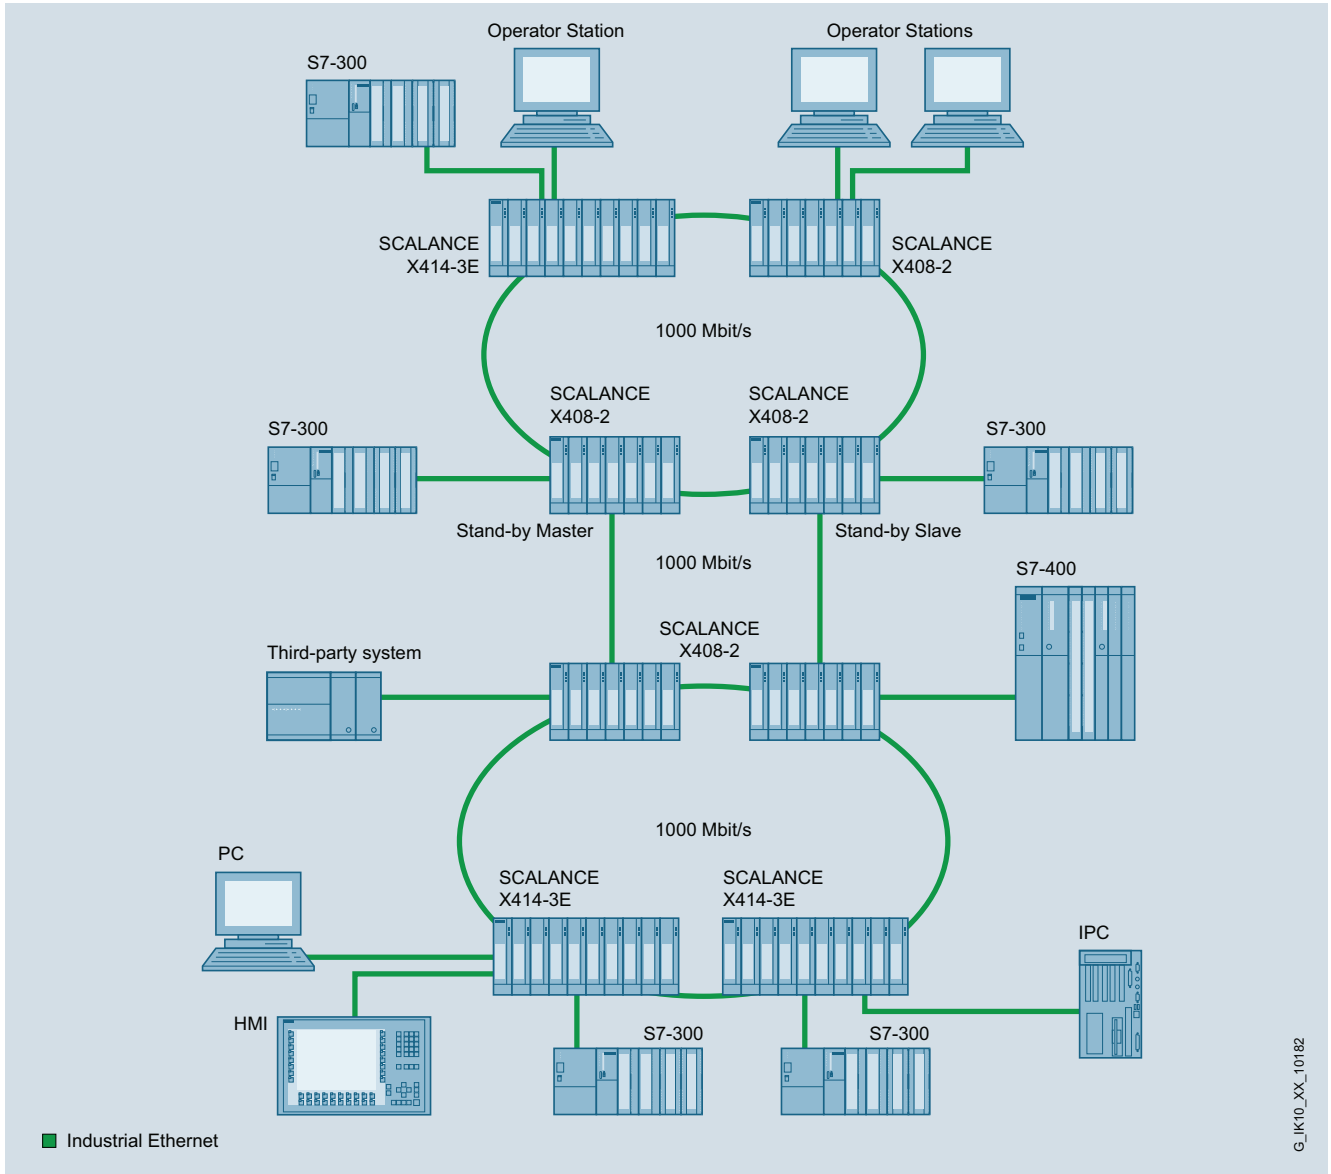 Operator Station
Operator Stations
S7-300
SCALANCE
X414-3E
SCALANCE
X408-2
1000 Mbit/s
SCALANCE
X408-2
SCALANCE
X408-2
S7-300
S7-300
Stand-by Master
Stand-by Slave
1000 Mbit/s
S7-400
SCALANCE
X408-2
Third-party system
1000 Mbit/s
PC
SCALANCE
X414-3E
SCALANCE
X414-3E
IPC
HMI
S7-300
S7-300
Industrial Ethernet
G_IK10_XX_10182